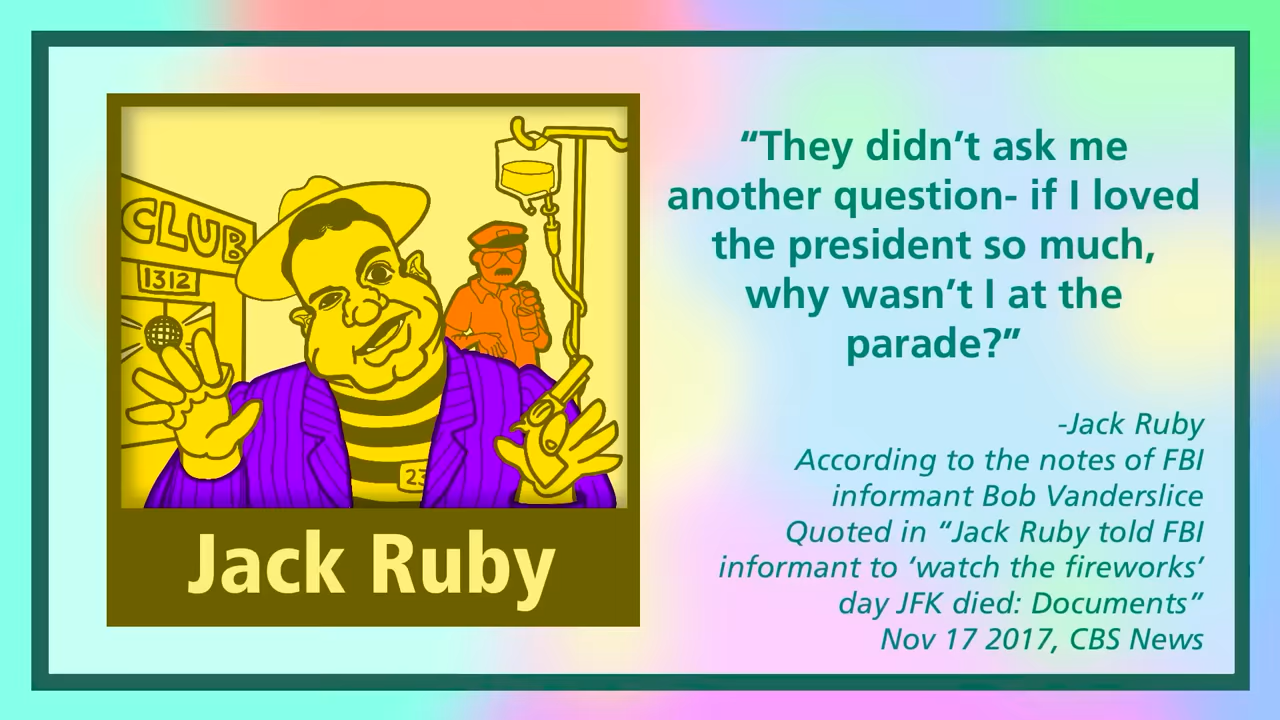 CLUB
1312
23
Jack Ruby
“They didn’t ask me
another question- if I loved
the president so much,
why wasn’t I at the
parade?”
-Jack Ruby
According to the notes of FBI
informant Bob Vanderslice
Quoted in “Jack Ruby told FBI
informant to ‘watch the fireworks’
day JFK died: Documents”
Nov 17 2017, CBS News